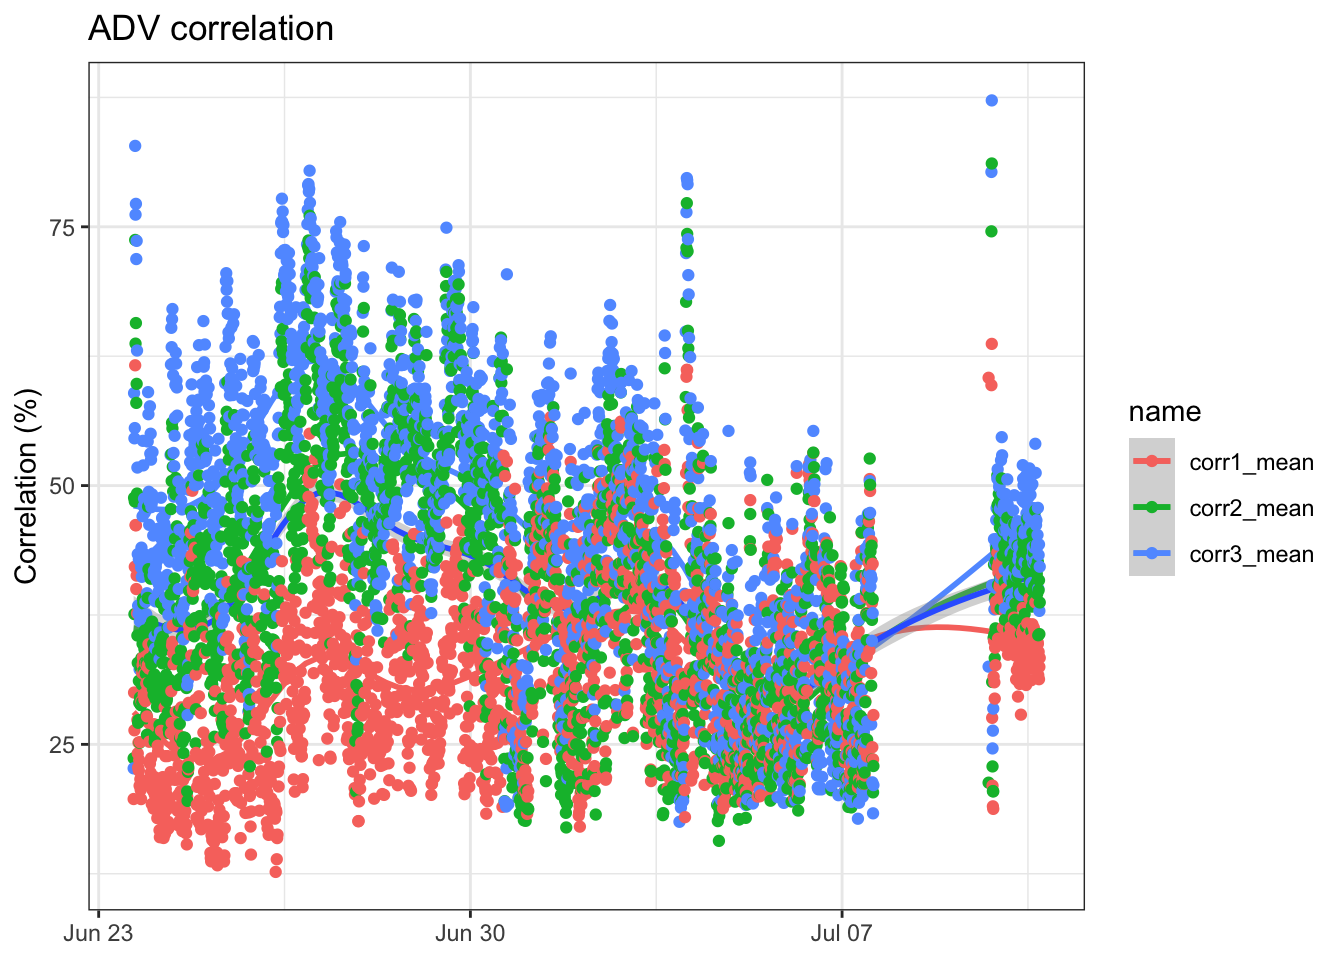 ADV correlation
Correlation (%)
75
50
25
Jun 23
Jun 30
Jul 07
name
corr1_mean
corr2_mean
corr3_mean